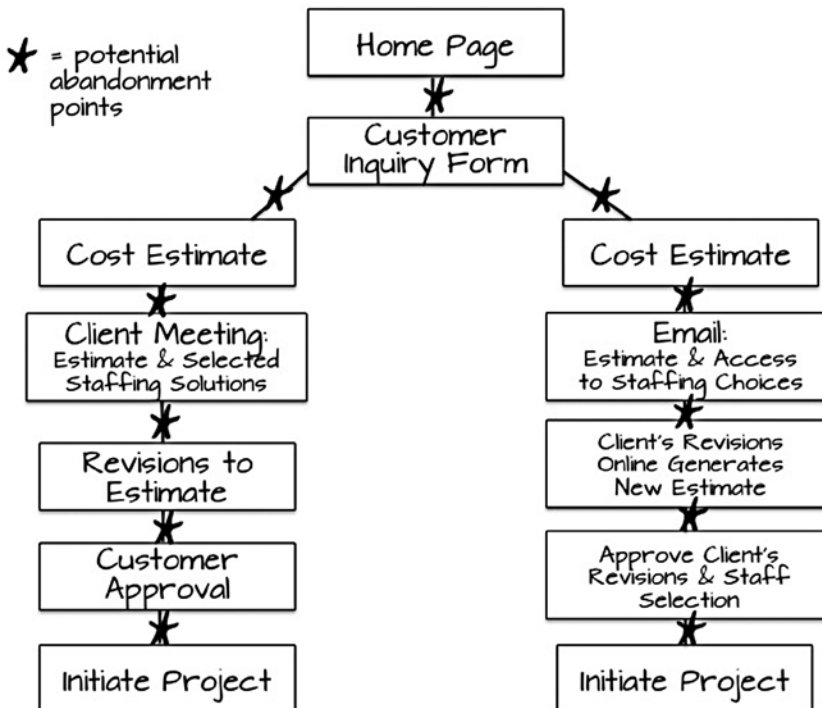 = potential
abandonment
points
Home Page
Customer
Inquiry Form
Cost Estimate
Client Meeting:
Estimate & Selected
Staffing Solutions
Revisions to
Estimate
Customer
Approval
Initiate Project
Cost Estimate
Email:
Estimate & Access
to Staffing Choices
Client's Revisions
Online Generates
New Estimate
Approve Client's
Revisions & Staff
Selection
Initiate Project